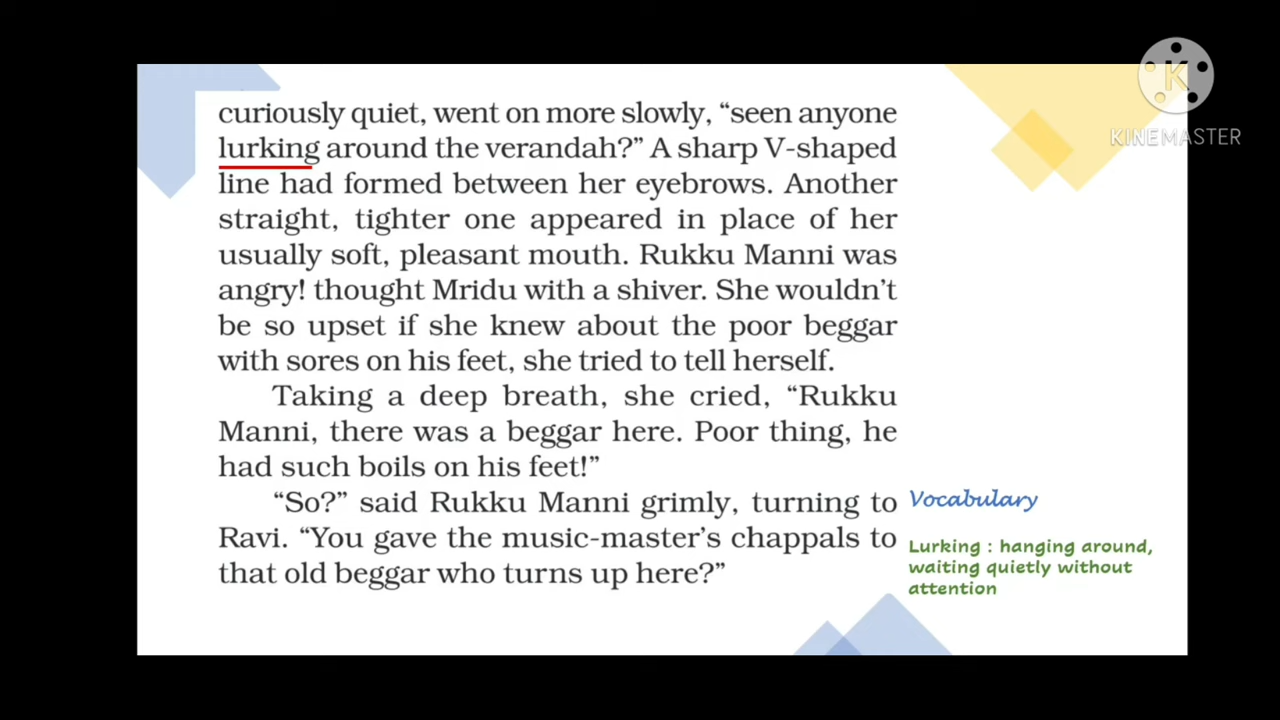 curiously quiet, went on more slowly, “seen anyone
lurking around the verandah?” A sharp V-shaped
line had formed between her eyebrows. Another
straight, tighter one appeared in place of her
usually soft, pleasant mouth. Rukku Manni was
angry! thought Mridu with a shiver. She wouldn’t
be so upset if she knew about the poor beggar
with sores on his feet, she tried to tell herself.
Taking a deep breath, she cried, “Rukku
Manni, there was a beggar here. Poor thing, he
had such boils on his feet!”
“So?” said Rukku Manni grimly, turning to
Ravi. “You gave the music-master’s chappals to
that old beggar who turns up here?”
Vocabulary
Lurking : hanging around,
waiting quietly without
attention
K
KINEMASTER